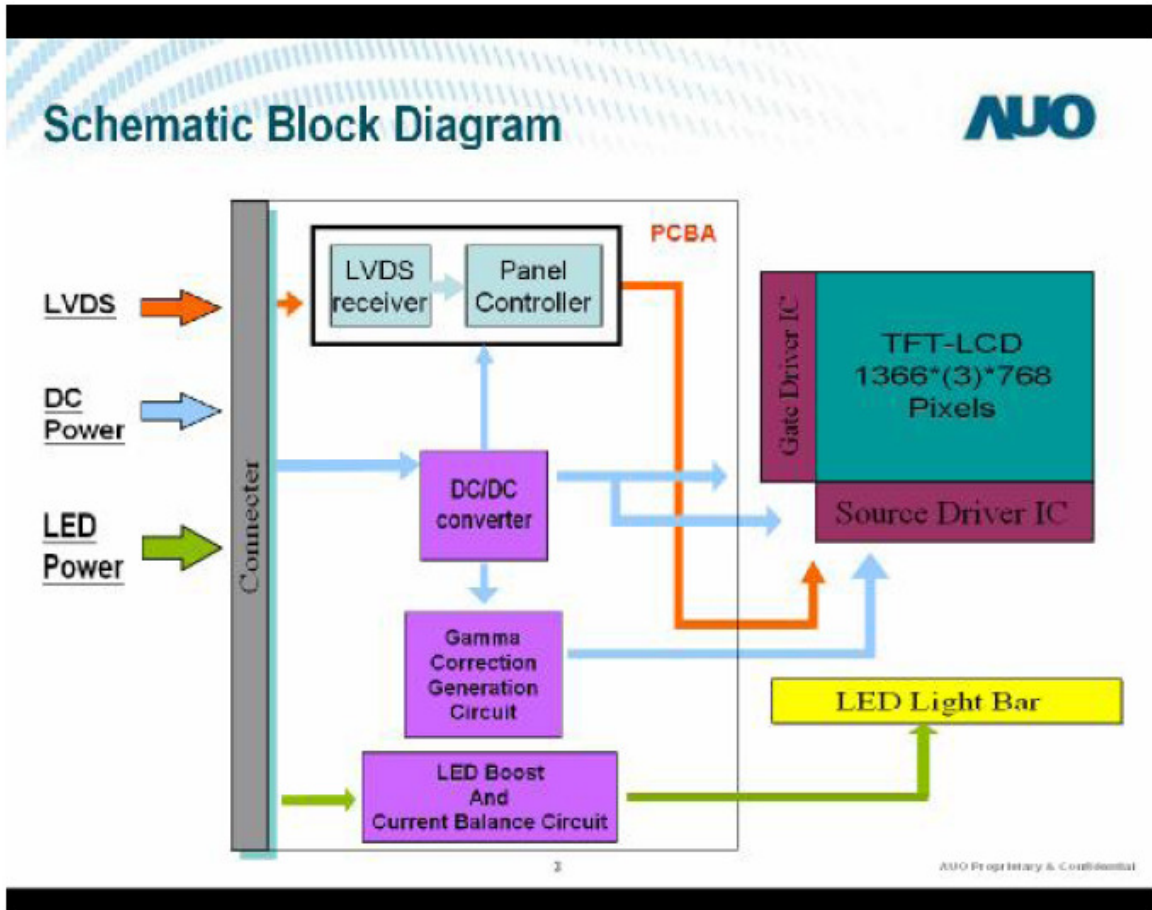 Schematic Block Diagram
AUO
PCBA
LVDS
receiver
Panel
Controller
LVDS
DC
Power
LED
Power
Connecter
DC/DC
converter
Gate Driver IC
TFT-LCD
1366*(3)*768
Pixels
Source Driver IC
Gamma
Correction
Generation
Circuit
LED Light Bar
LED Boost
And
Current Balance Circuit
3
AUO Proprietary & Confidential